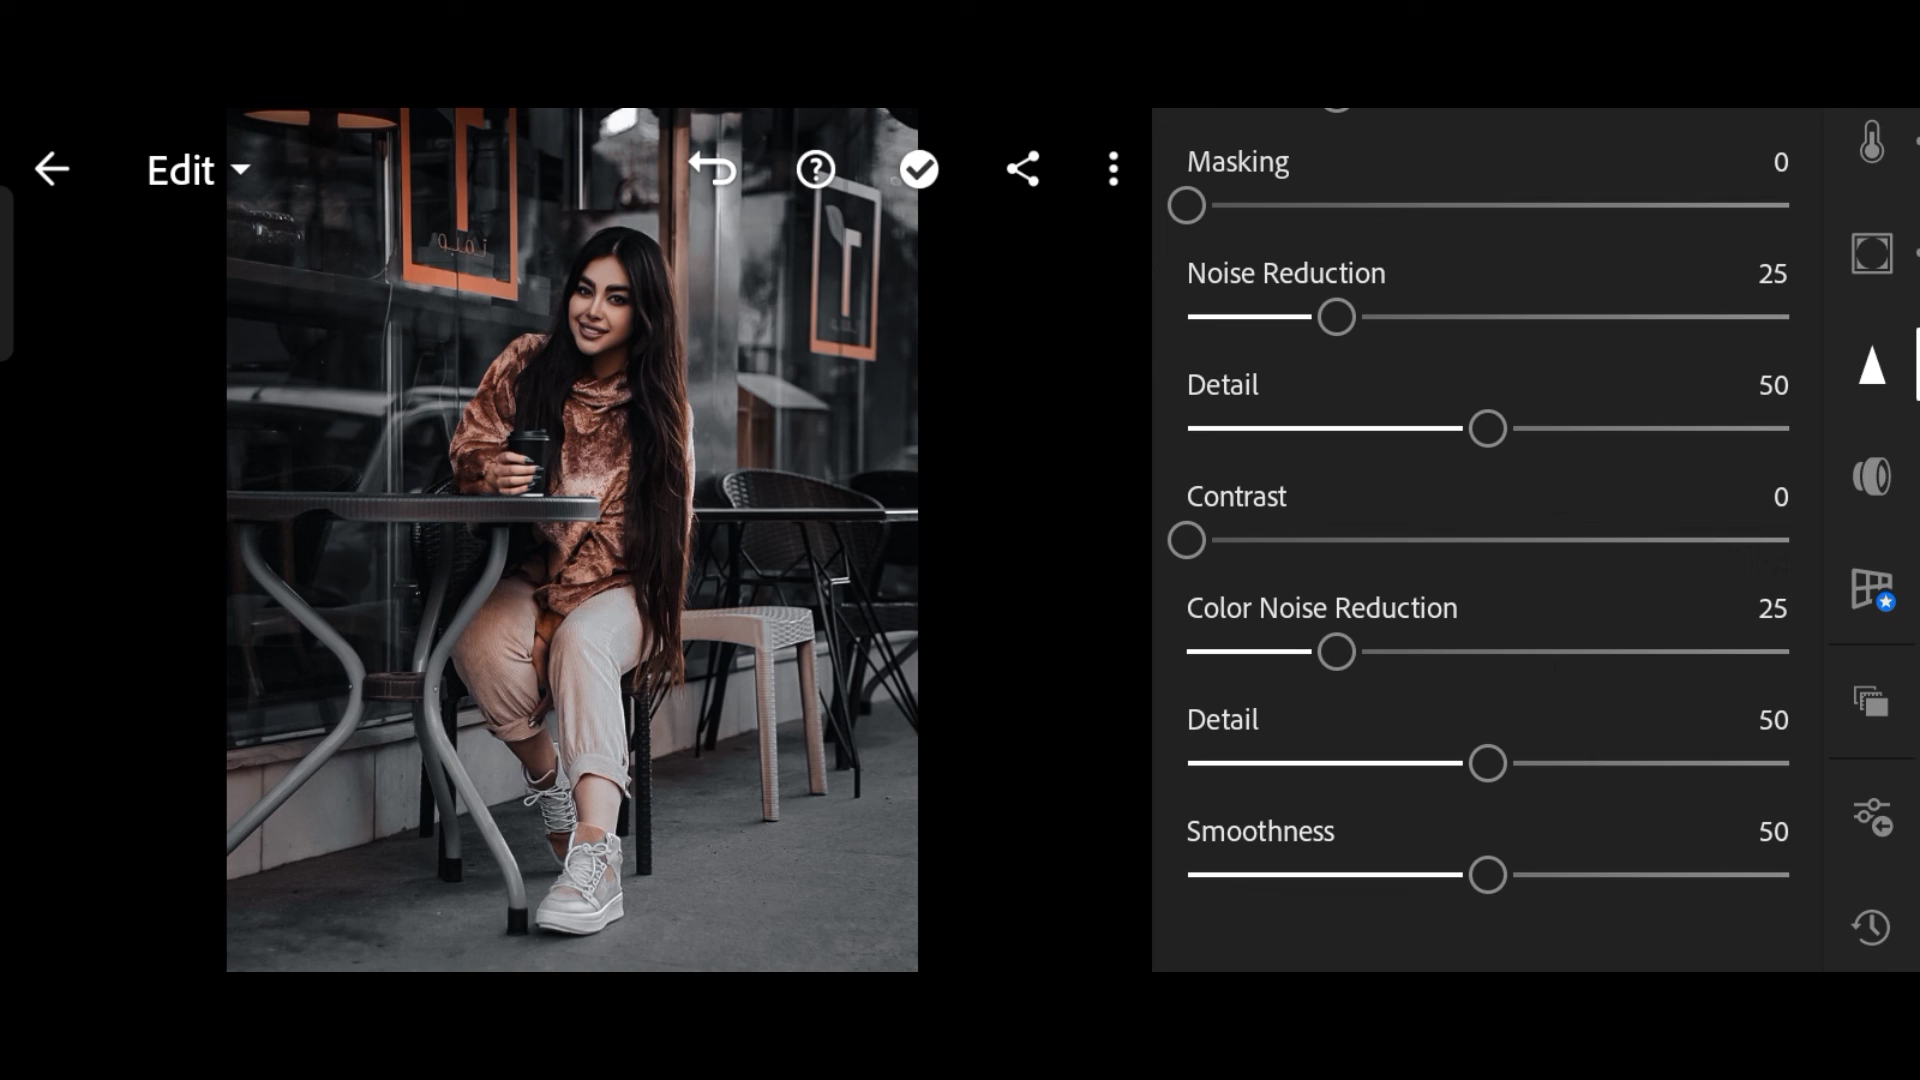 Edit
Masking 0
Noise Reduction 25
Detail 50
Contrast 0
Color Noise Reduction 25
Detail 50
Smoothness 50
T